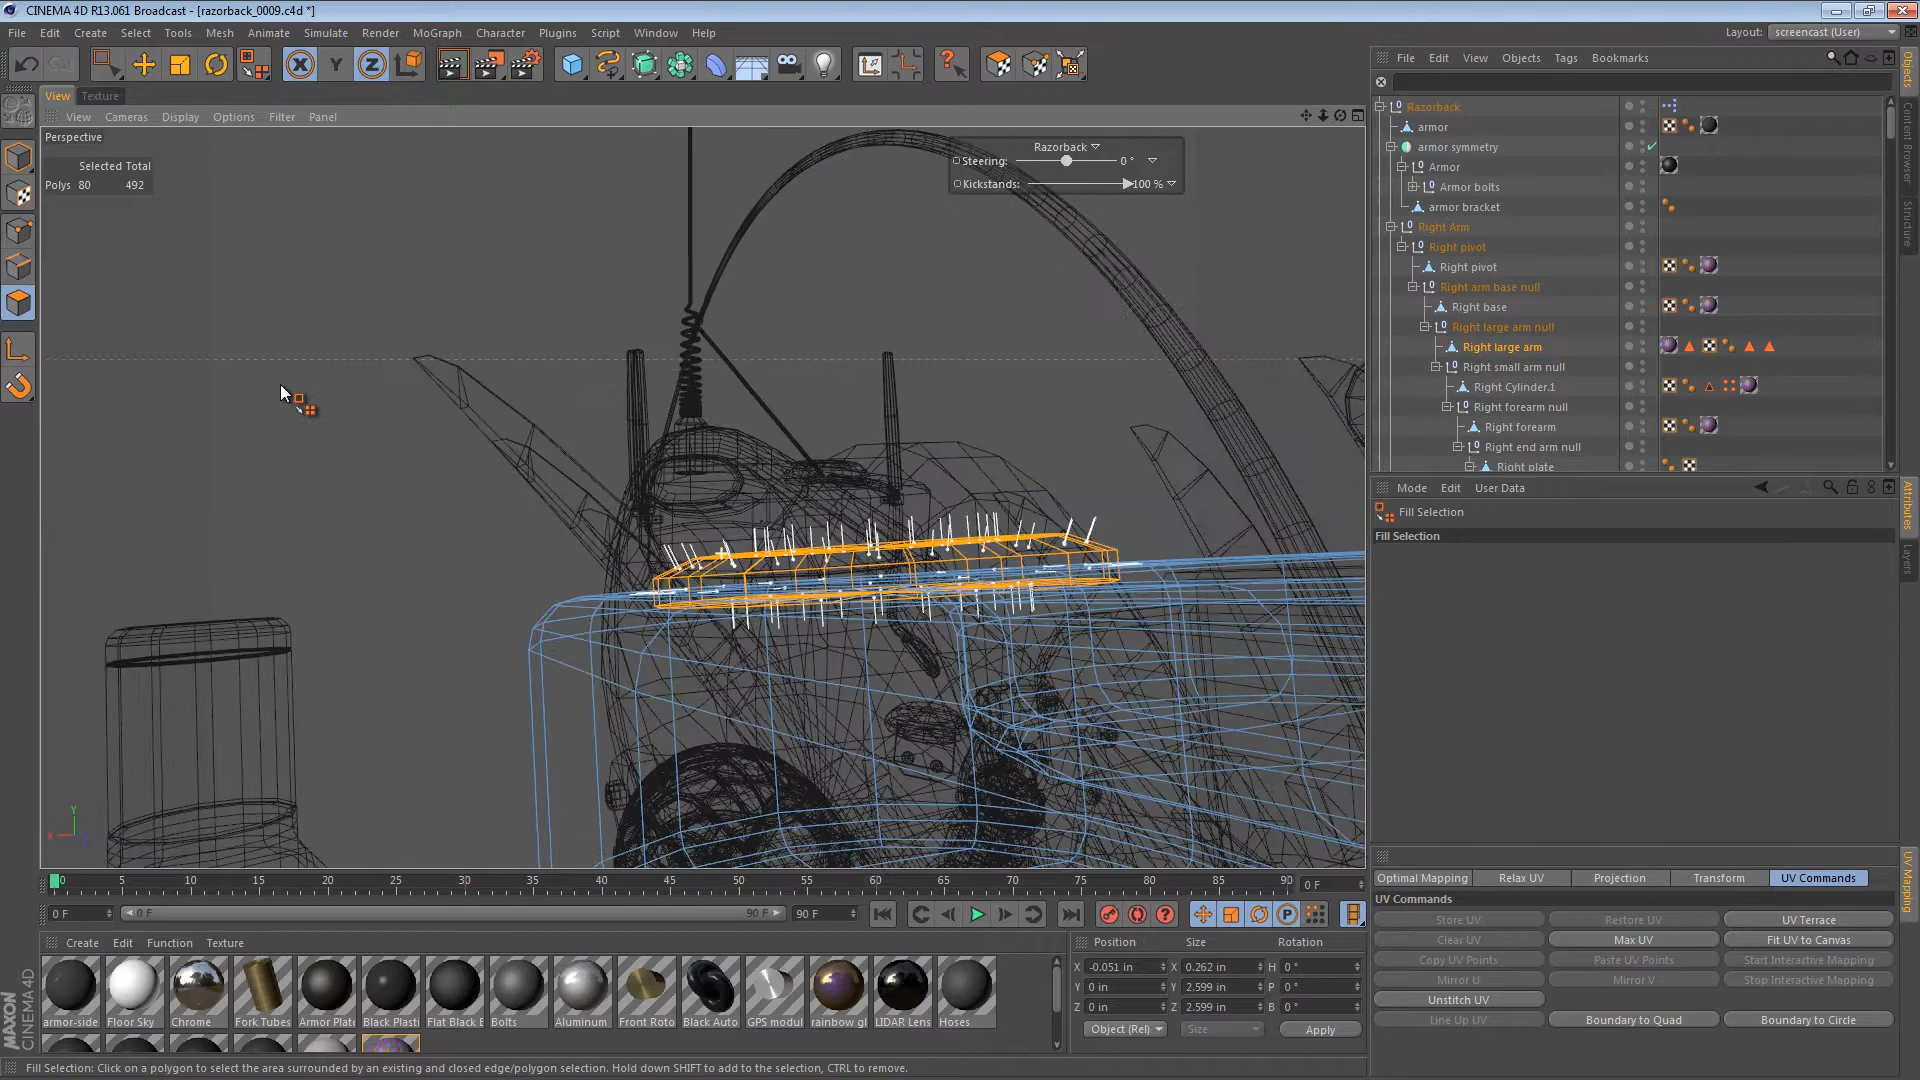 CINEMA 4D R13.061 Broadcast - [razorback_0009.c4d *]
File Edit Create Select Tools Mesh Animate Simulate Render MoGraph Character Plugins Script Window Help
Layout: screencast (User)
View Texture
View Cameras Display Options Filter Panel
Perspective
Selected Total
Polys 80 492
Razorback
Steering: 0 °
Kickstands: 100 %
File Edit View Objects Tags Bookmarks
Razorback
armor
armor symmetry
Armor
Armor bolts
armor bracket
Right Arm
Right pivot
Right pivot
Right arm base null
Right base
Right large arm null
Right large arm
Right small arm null
Right Cylinder.1
Right forearm null
Right forearm
Right end arm null
Right plate
Objects
Content Browser
Structure
Mode Edit User Data
Fill Selection
Fill Selection
Attributes
Layers
Optimal Mapping Relax UV Projection Transform UV Commands
UV Commands
Store UV Restore UV UV Terrace
Clear UV Max UV Fit UV to Canvas
Copy UV Points Paste UV Points Start Interactive Mapping
Mirror U Mirror V Stop Interactive Mapping
Unstitch UV
Line Up UV Boundary to Quad Boundary to Circle
UV Mapping
0 5 10 15 20 25 30 35 40 45 50 55 60 65 70 75 80 85 90 0 F
0 F 0 F 90 F 90 F
Create Edit Function Texture
armor-side Floor Sky Chrome Fork Tubes Armor Plate Black Plasti Flat Black E Bolts Aluminum Front Roto Black Auto GPS modul rainbow gl LIDAR Lens Hoses
Position Size Rotation
X -0.051 in X 0.262 in H 0 °
Y 0 in Y 2.599 in P 0 °
Z 0 in Z 2.599 in B 0 °
Object (Rel) Size Apply
MAXON
CINEMA 4D
Fill Selection: Click on a polygon to select the area surrounded by an existing and closed edge/polygon selection. Hold down SHIFT to add to the selection, CTRL to remove.